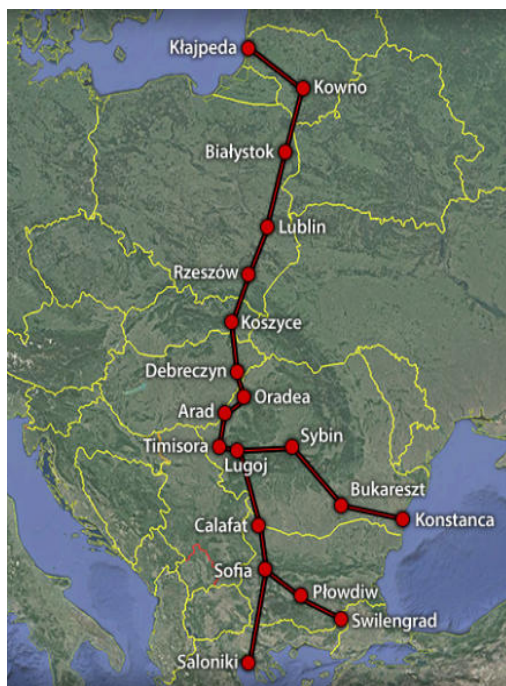 Kłajpeda
Kowno
Białystok
Lublin
Rzeszów
Koszyce
Debreczyn
Oradea
Arad
Timisora
Lugoj
Sybin
Bukareszt
Konstanca
Calafat
Sofia
Płowdiw
Swilengrad
Saloniki